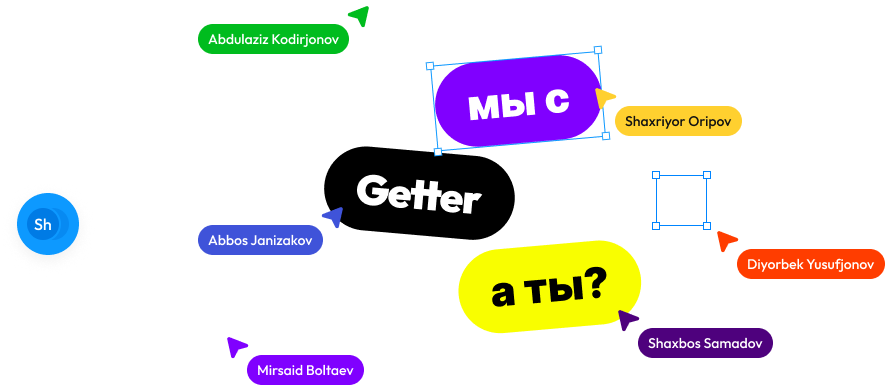 Abdulaziz Kodirjonov
мы с
Shaxriyor Oripov
Getter
Sh
Abbos Janizakov
Diyorbek Yusufjonov
а ты?
Shaxbos Samadov
Mirsaid Boltaev